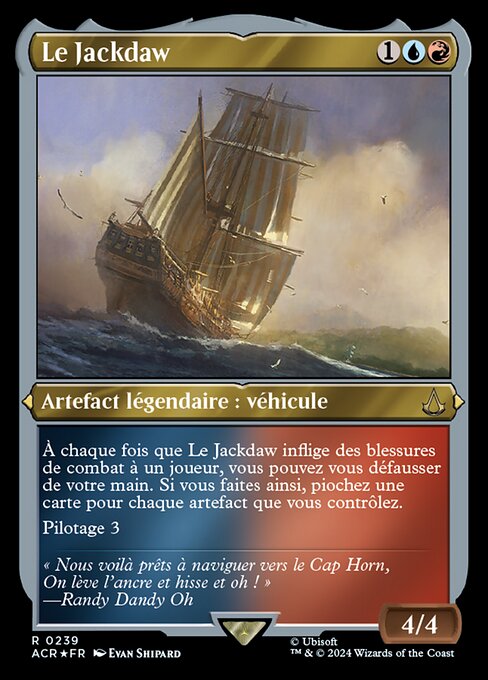 Le Jackdaw
1
Artefact légendaire : véhicule
À chaque fois que Le Jackdaw inflige des blessures
de combat à un joueur, vous pouvez vous défausser
de votre main. Si vous faites ainsi, piochez une
carte pour chaque artefact que vous contrôlez.
Pilotage 3
« Nous voilà prêts à naviguer vers le Cap Horn,
On lève l'ancre et hisse et oh ! »
—Randy Dandy Oh
4/4
R 0239
ACR★FR Evan Shipard
© Ubisoft
™ & © 2024 Wizards of the Coast